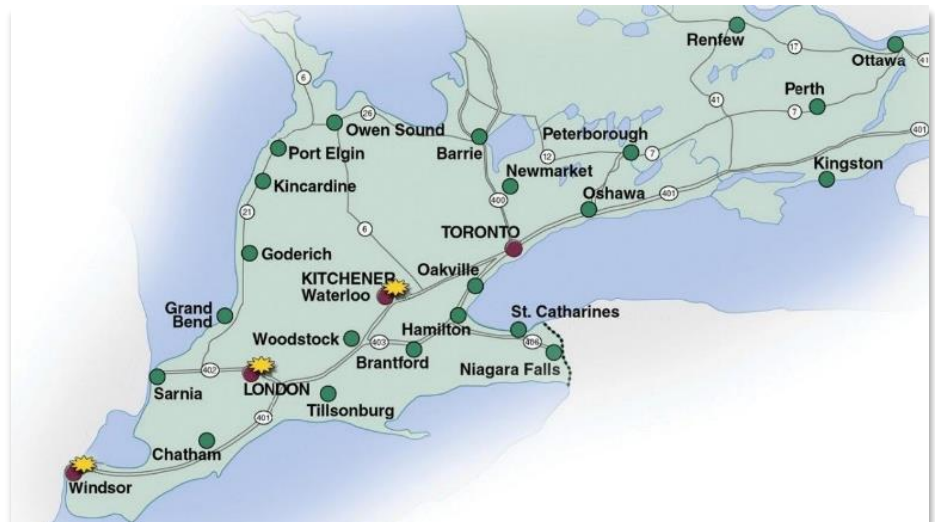 Renfew
17
Ottawa
41
6
41
Perth
7
26
Owen Sound
Barrie
Peterborough
12
7
401
Port Elgin
Newmarket
Kingston
Kincardine
Oshawa
401
400
21
6
TORONTO
Goderich
Oakville
KITCHENER
Waterloo
Grand
Bend
Hamilton
St. Catharines
Woodstock
403
Brantford
406
Niagara Falls
402
Sarnia
LONDON
Tillsonburg
401
Chatham
Windsor